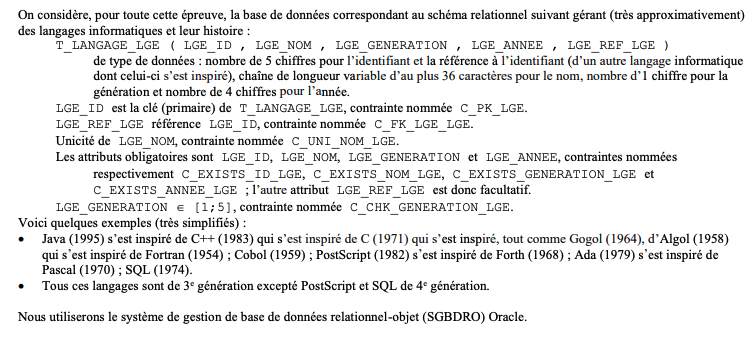 On considère, pour toute cette épreuve, la base de données correspondant au schéma relationnel suivant gérant (très approximativement)
des langages informatiques et leur histoire :
T_LANGAGE_LGE ( LGE_ID , LGE_NOM , LGE_GENERATION , LGE_ANNEE , LGE_REF_LGE )
de type de données : nombre de 5 chiffres pour l'identifiant et la référence à l'identifiant (d'un autre langage informatique
dont celui-ci s'est inspiré), chaîne de longueur variable d'au plus 36 caractères pour le nom, nombre d'1 chiffre pour la
génération et nombre de 4 chiffres pour l'année.
LGE_ID est la clé (primaire) de T_LANGAGE_LGE, contrainte nommée C_PK_LGE.
LGE_REF_LGE référence LGE_ID, contrainte nommée C_FK_LGE_LGE.
Unicité de LGE_NOM, contrainte nommée C_UNI_NOM_LGE.
Les attributs obligatoires sont LGE_ID, LGE_NOM, LGE_GENERATION et LGE_ANNEE, contraintes nommées
respectivement C_EXISTS_ID_LGE, C_EXISTS_NOM_LGE, C_EXISTS_GENERATION_LGE et
C_EXISTS_ANNEE_LGE ; l'autre attribut LGE_REF_LGE est donc facultatif.
LGE_GENERATION ∈ [1;5], contrainte nommée C_CHK_GENERATION_LGE.
Voici quelques exemples (très simplifiés) :
• Java (1995) s'est inspiré de C++ (1983) qui s'est inspiré de C (1971) qui s'est inspiré, tout comme Gogol (1964), d'Algol (1958)
qui s'est inspiré de Fortran (1954) ; Cobol (1959) ; PostScript (1982) s'est inspiré de Forth (1968) ; Ada (1979) s'est inspiré de
Pascal (1970) ; SQL (1974).
• Tous ces langages sont de 3e génération excepté PostScript et SQL de 4e génération.
Nous utiliserons le système de gestion de base de données relationnel-objet (SGBDRO) Oracle.